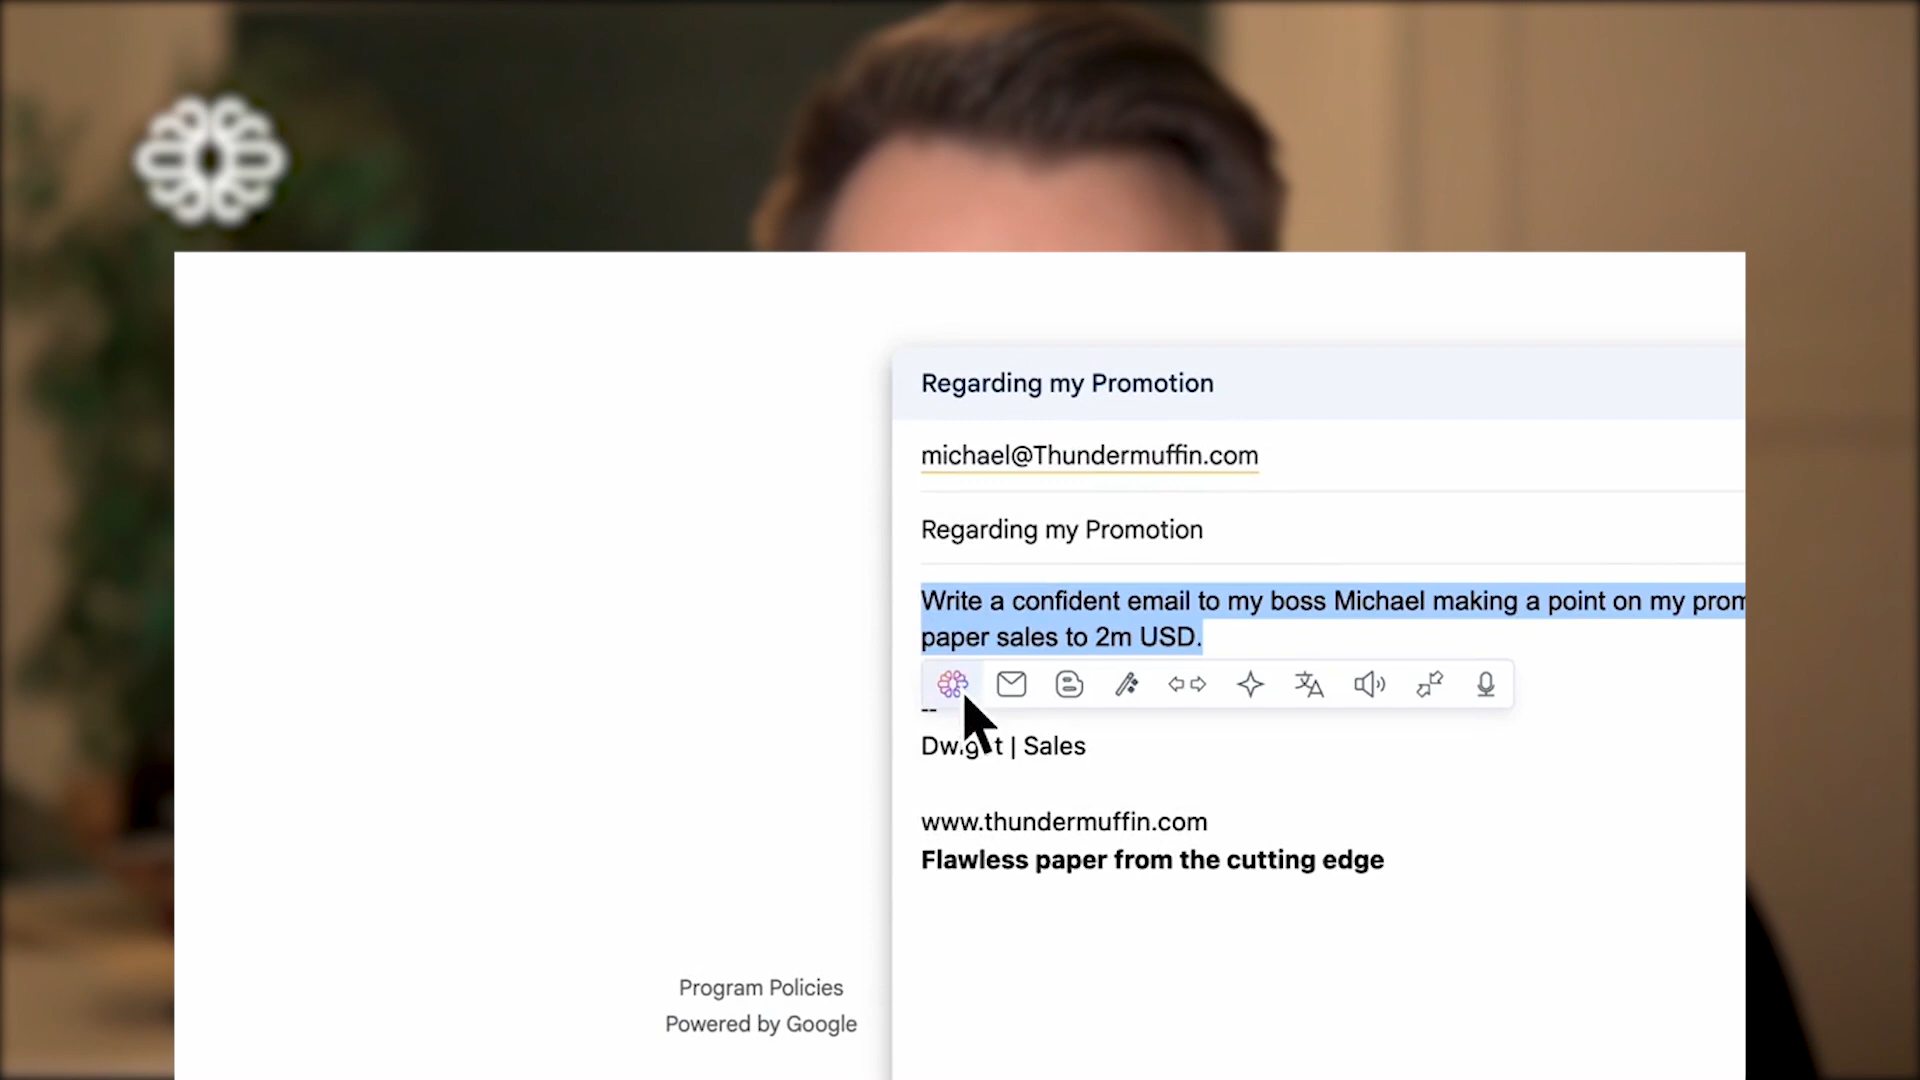 Regarding my Promotion
michael@Thundermuffin.com
Regarding my Promotion
Write a confident email to my boss Michael making a point on my
paper sales to 2m USD.
--
| Sales
www.thundermuffin.com
Flawless paper from the cutting edge
Program Policies
Powered by Google